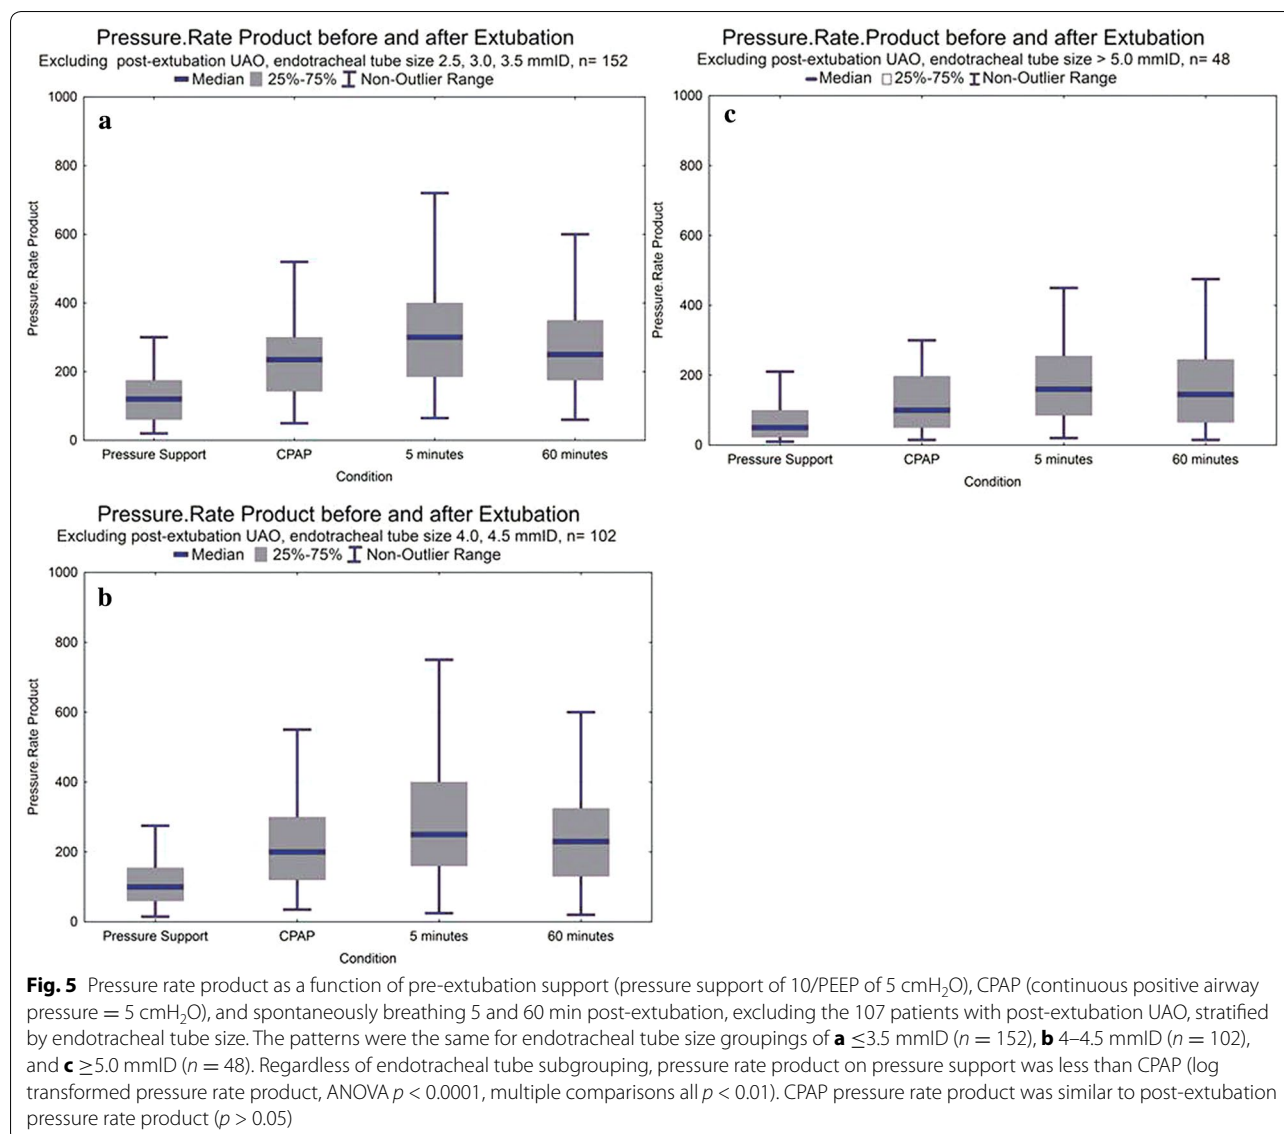 Pressure.Rate Product before and after Extubation
Excluding post-extubation UAO, endotracheal tube size 2.5, 3.0, 3.5 mmID, n= 152
Median 25%-75% Non-Outlier Range
a
1000
800
600
400
200
0
Pressure.Rate Product
Pressure Support CPAP 5 minutes 60 minutes
Condition
Pressure.Rate.Product before and after Extubation
Excluding post-extubation UAO, endotracheal tube size > 5.0 mmID, n= 48
Median 25%-75% Non-Outlier Range
c
1000
800
600
400
200
0
Pressure.Rate Product
Pressure Support CPAP 5 minutes 60 minutes
Condition
Pressure.Rate Product before and after Extubation
Excluding post-extubation UAO, endotracheal tube size 4.0, 4.5 mmID, n= 102
Median 25%-75% Non-Outlier Range
b
1000
800
600
400
200
0
Pressure.Rate Product
Pressure Support CPAP 5 minutes 60 minutes
Condition
Fig. 5 Pressure rate product as a function of pre-extubation support (pressure support of 10/PEEP of 5 cmH₂O), CPAP (continuous positive airway
pressure = 5 cmH₂O), and spontaneously breathing 5 and 60 min post-extubation, excluding the 107 patients with post-extubation UAO, stratified
by endotracheal tube size. The patterns were the same for endotracheal tube size groupings of a ≤3.5 mmID (n = 152), b 4–4.5 mmID (n = 102),
and c ≥5.0 mmID (n = 48). Regardless of endotracheal tube subgrouping, pressure rate product on pressure support was less than CPAP (log
transformed pressure rate product, ANOVA p < 0.0001, multiple comparisons all p < 0.01). CPAP pressure rate product was similar to post-extubation
pressure rate product (p > 0.05)